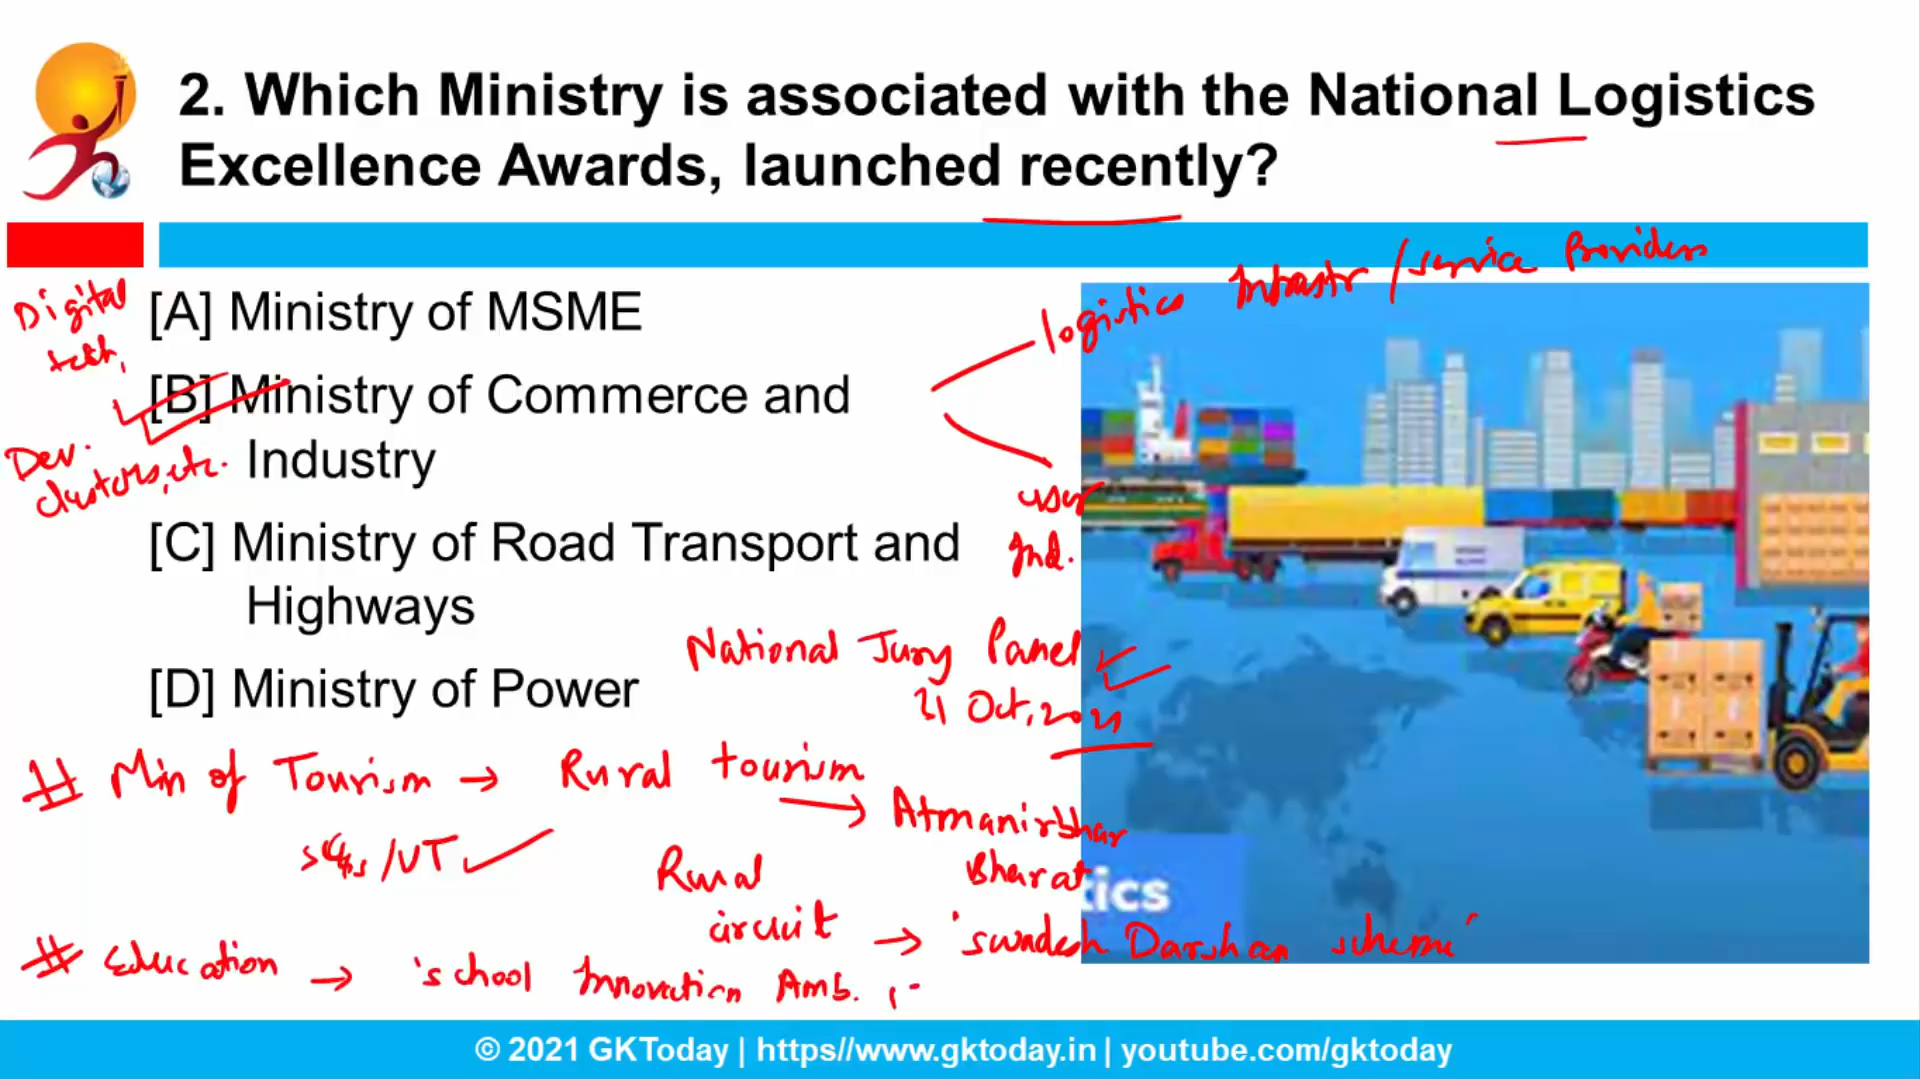 2. Which Ministry is associated with the National Logistics
Excellence Awards, launched recently?
logistics Infrastr / service Providers
Digital
tech,
[A] Ministry of MSME
[B] Ministry of Commerce and
Industry
Dev.
clusters, etc.
user
Ind.
[C] Ministry of Road Transport and
Highways
National Jury Panel
31 Oct, 2021
[D] Ministry of Power
# Min of Tourism → Rural tourism
→ Atmanirbhar
Bharat
/UT
Rural
circuit → 'swadesh Darshan scheme'
tics
# Education → 'school Innovation Amb.
© 2021 GKToday | https//www.gktoday.in | youtube.com/gktoday